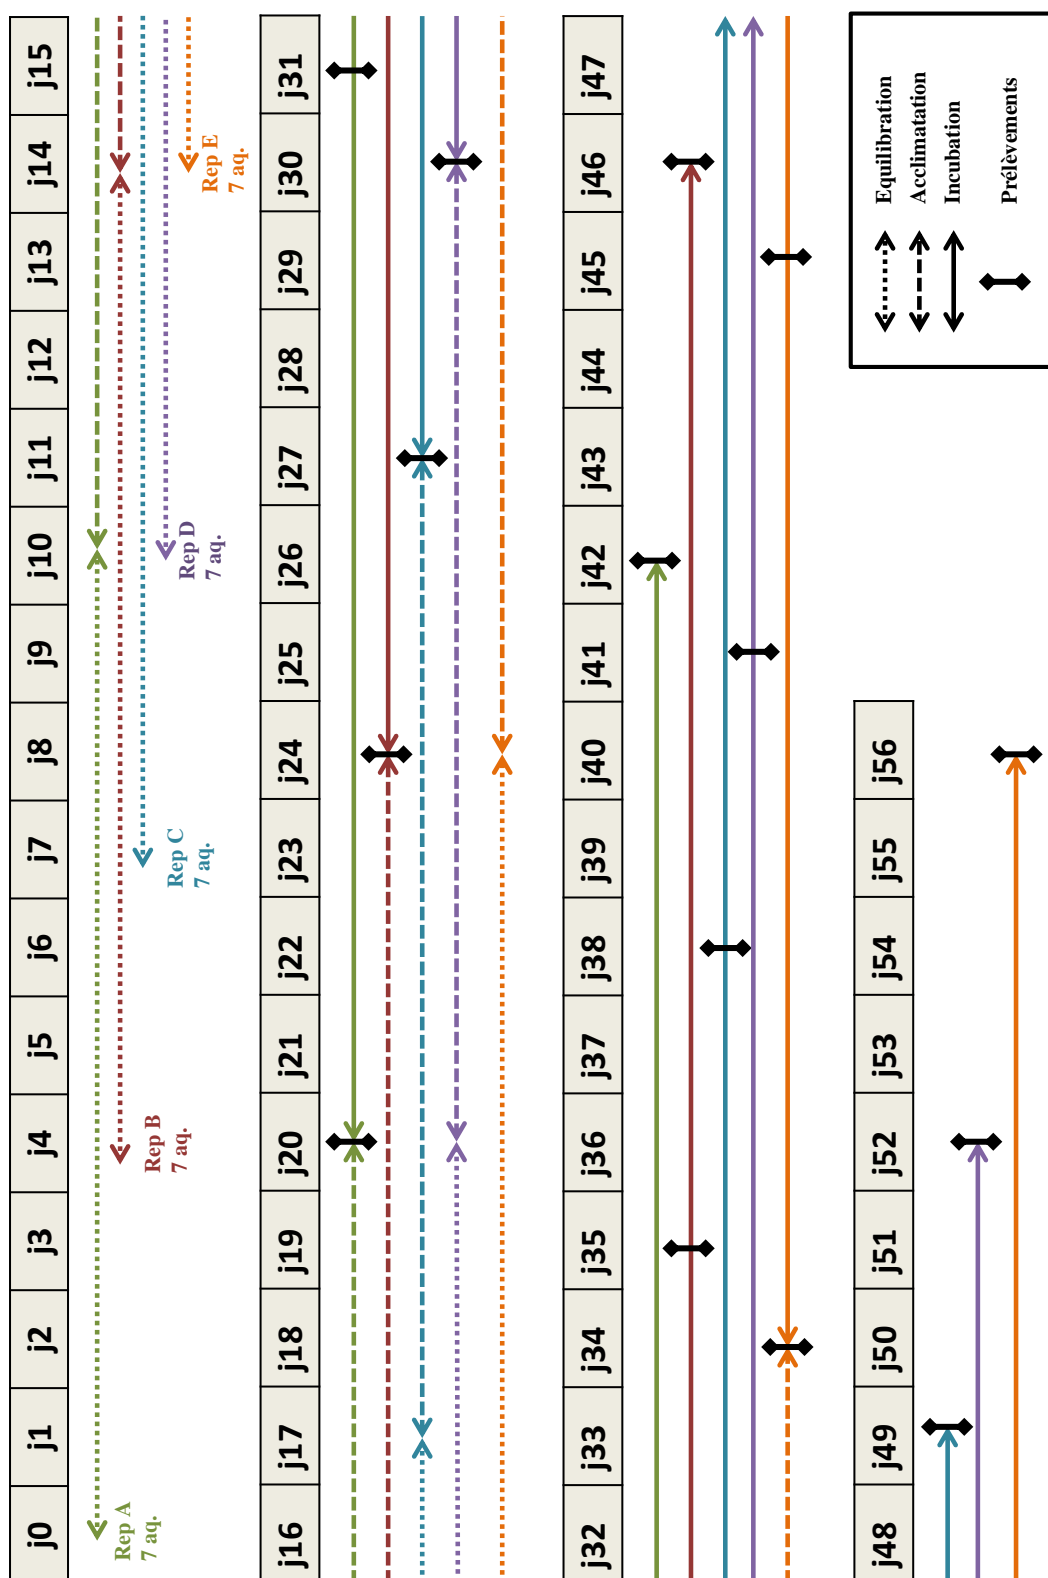 j0 j1 j2 j3 j4 j5 j6 j7 j8 j9 j10 j11 j12 j13 j14 j15
Rep A
7 aq.
Rep B
7 aq.
Rep C
7 aq.
Rep D
7 aq.
Rep E
7 aq.
j16 j17 j18 j19 j20 j21 j22 j23 j24 j25 j26 j27 j28 j29 j30 j31
j32 j33 j34 j35 j36 j37 j38 j39 j40 j41 j42 j43 j44 j45 j46 j47
j48 j49 j50 j51 j52 j53 j54 j55 j56
Equilibration
Acclimatation
Incubation
Prélèvements